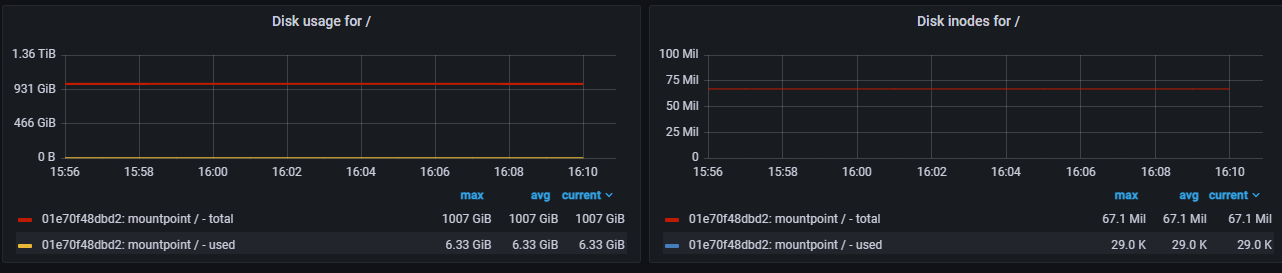 Disk usage for /
1.36 TiB
931 GiB
466 GiB
0 B
15:56 15:58 16:00 16:02 16:04 16:06 16:08 16:10
max avg current
01e70f48dbd2: mountpoint / - total 1007 GiB 1007 GiB 1007 GiB
01e70f48dbd2: mountpoint / - used 6.33 GiB 6.33 GiB 6.33 GiB
Disk inodes for /
100 Mil
75 Mil
50 Mil
25 Mil
0
15:56 15:58 16:00 16:02 16:04 16:06 16:08 16:10
max avg current
01e70f48dbd2: mountpoint / - total 67.1 Mil 67.1 Mil 67.1 Mil
01e70f48dbd2: mountpoint / - used 29.0 K 29.0 K 29.0 K